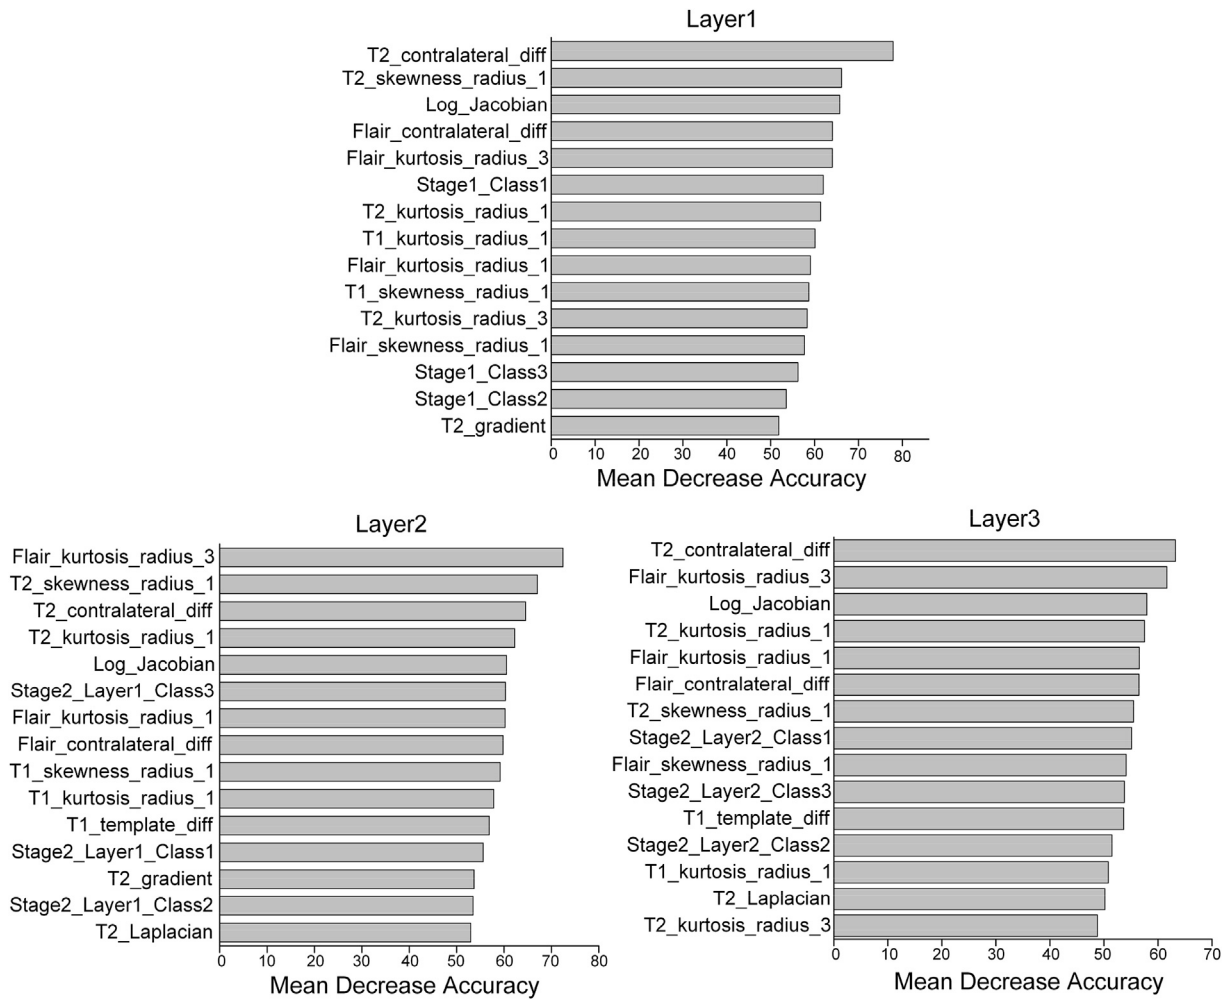 Layer1
T2_contralateral_diff
T2_skewness_radius_1
Log_Jacobian
Flair_contralateral_diff
Flair_kurtosis_radius_3
Stage1_Class1
T2_kurtosis_radius_1
T1_kurtosis_radius_1
Flair_kurtosis_radius_1
T1_skewness_radius_1
T2_kurtosis_radius_3
Flair_skewness_radius_1
Stage1_Class3
Stage1_Class2
T2_gradient
0 10 20 30 40 50 60 70 80
Mean Decrease Accuracy
Layer2
Flair_kurtosis_radius_3
T2_skewness_radius_1
T2_contralateral_diff
T2_kurtosis_radius_1
Log_Jacobian
Stage2_Layer1_Class3
Flair_kurtosis_radius_1
Flair_contralateral_diff
T1_skewness_radius_1
T1_kurtosis_radius_1
T1_template_diff
Stage2_Layer1_Class1
T2_gradient
Stage2_Layer1_Class2
T2_Laplacian
0 10 20 30 40 50 60 70 80
Mean Decrease Accuracy
Layer3
T2_contralateral_diff
Flair_kurtosis_radius_3
Log_Jacobian
T2_kurtosis_radius_1
Flair_kurtosis_radius_1
Flair_contralateral_diff
T2_skewness_radius_1
Stage2_Layer2_Class1
Flair_skewness_radius_1
Stage2_Layer2_Class3
T1_template_diff
Stage2_Layer2_Class2
T1_kurtosis_radius_1
T2_Laplacian
T2_kurtosis_radius_3
0 10 20 30 40 50 60 70
Mean Decrease Accuracy